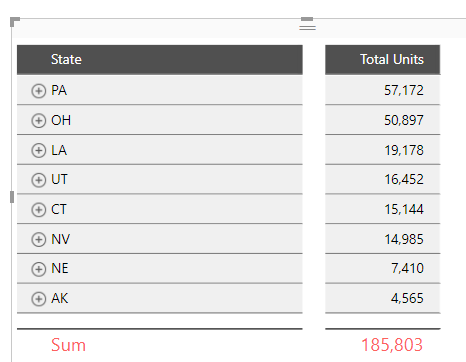 State Total Units
PA 57,172
OH 50,897
LA 19,178
UT 16,452
CT 15,144
NV 14,985
NE 7,410
AK 4,565
Sum 185,803